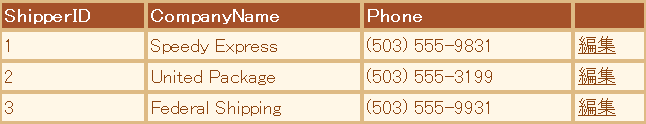 ShipperID CompanyName Phone
1 Speedy Express (503) 555-9831 編集
2 United Package (503) 555-3199 編集
3 Federal Shipping (503) 555-9931 編集